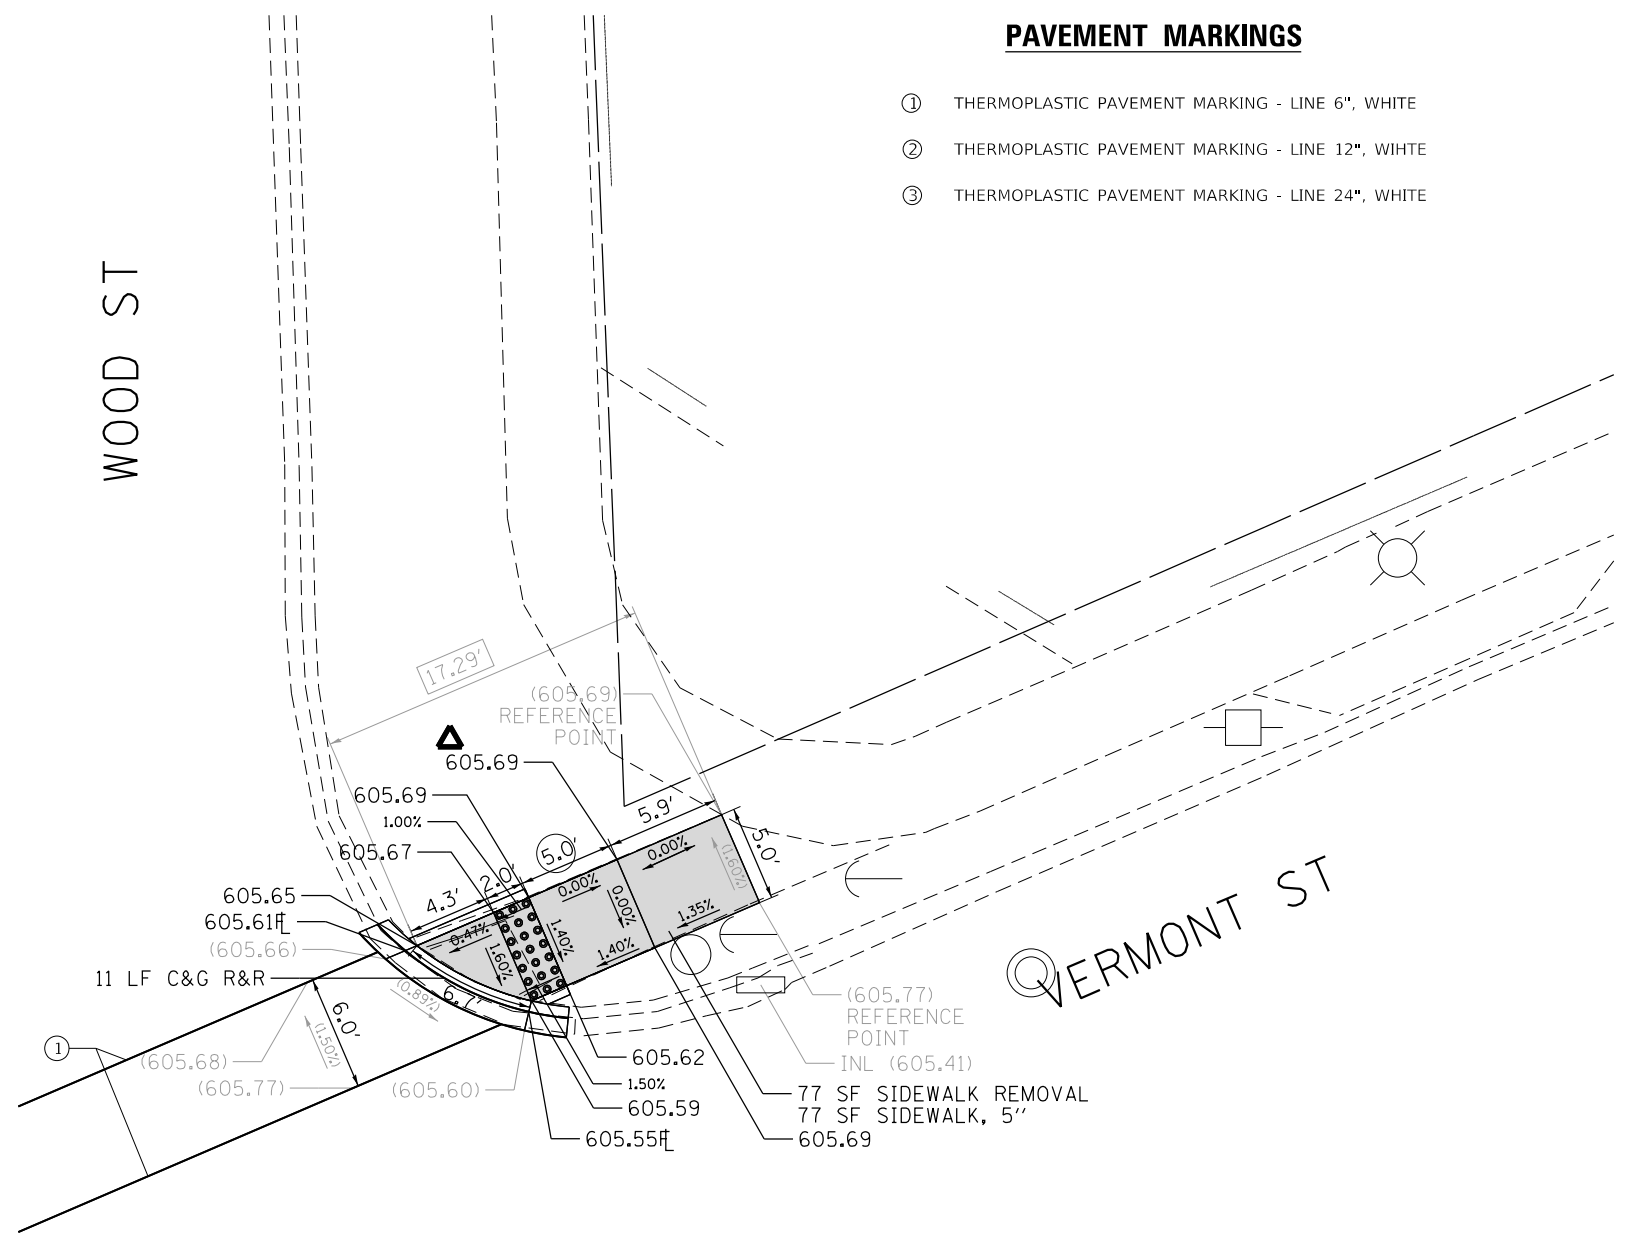 PAVEMENT MARKINGS
1 THERMOPLASTIC PAVEMENT MARKING - LINE 6", WHITE
2 THERMOPLASTIC PAVEMENT MARKING - LINE 12", WIHTE
3 THERMOPLASTIC PAVEMENT MARKING - LINE 24", WHITE
WOOD ST
17.29'
(605.69)
REFERENCE
POINT
605.69
605.69
1.00%
605.67
605.65
605.61FL
(605.66)
11 LF C&G R&R
4.3'
2.0'
5.0'
5.9'
5.0'
0.47%
1.60%
0.00%
1.40%
0.00%
0.00%
1.40%
1.35%
(1.60%)
6.7'
(0.89%)
6.0'
(1.50%)
1
(605.68)
(605.77)
(605.60)
605.62
1.50%
605.59
605.55FL
(605.77)
REFERENCE
POINT
INL (605.41)
77 SF SIDEWALK REMOVAL
77 SF SIDEWALK, 5''
605.69
VERMONT ST